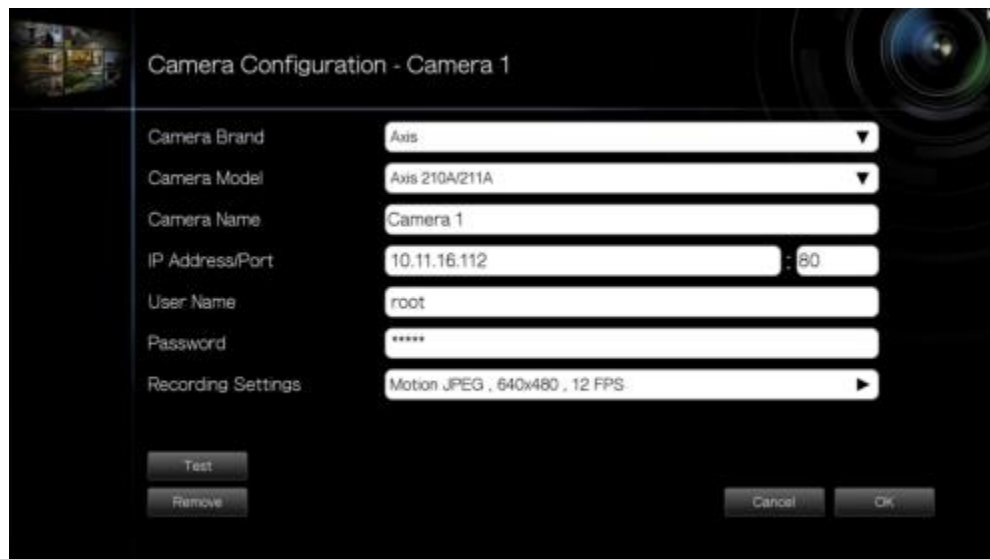 Camera Configuration - Camera 1
Camera Brand Axis
Camera Model Axis 210A/211A
Camera Name Camera 1
IP Address/Port 10.11.16.112 : 80
User Name root
Password *****
Recording Settings Motion JPEG , 640x480 , 12 FPS
Test
Remove Cancel OK